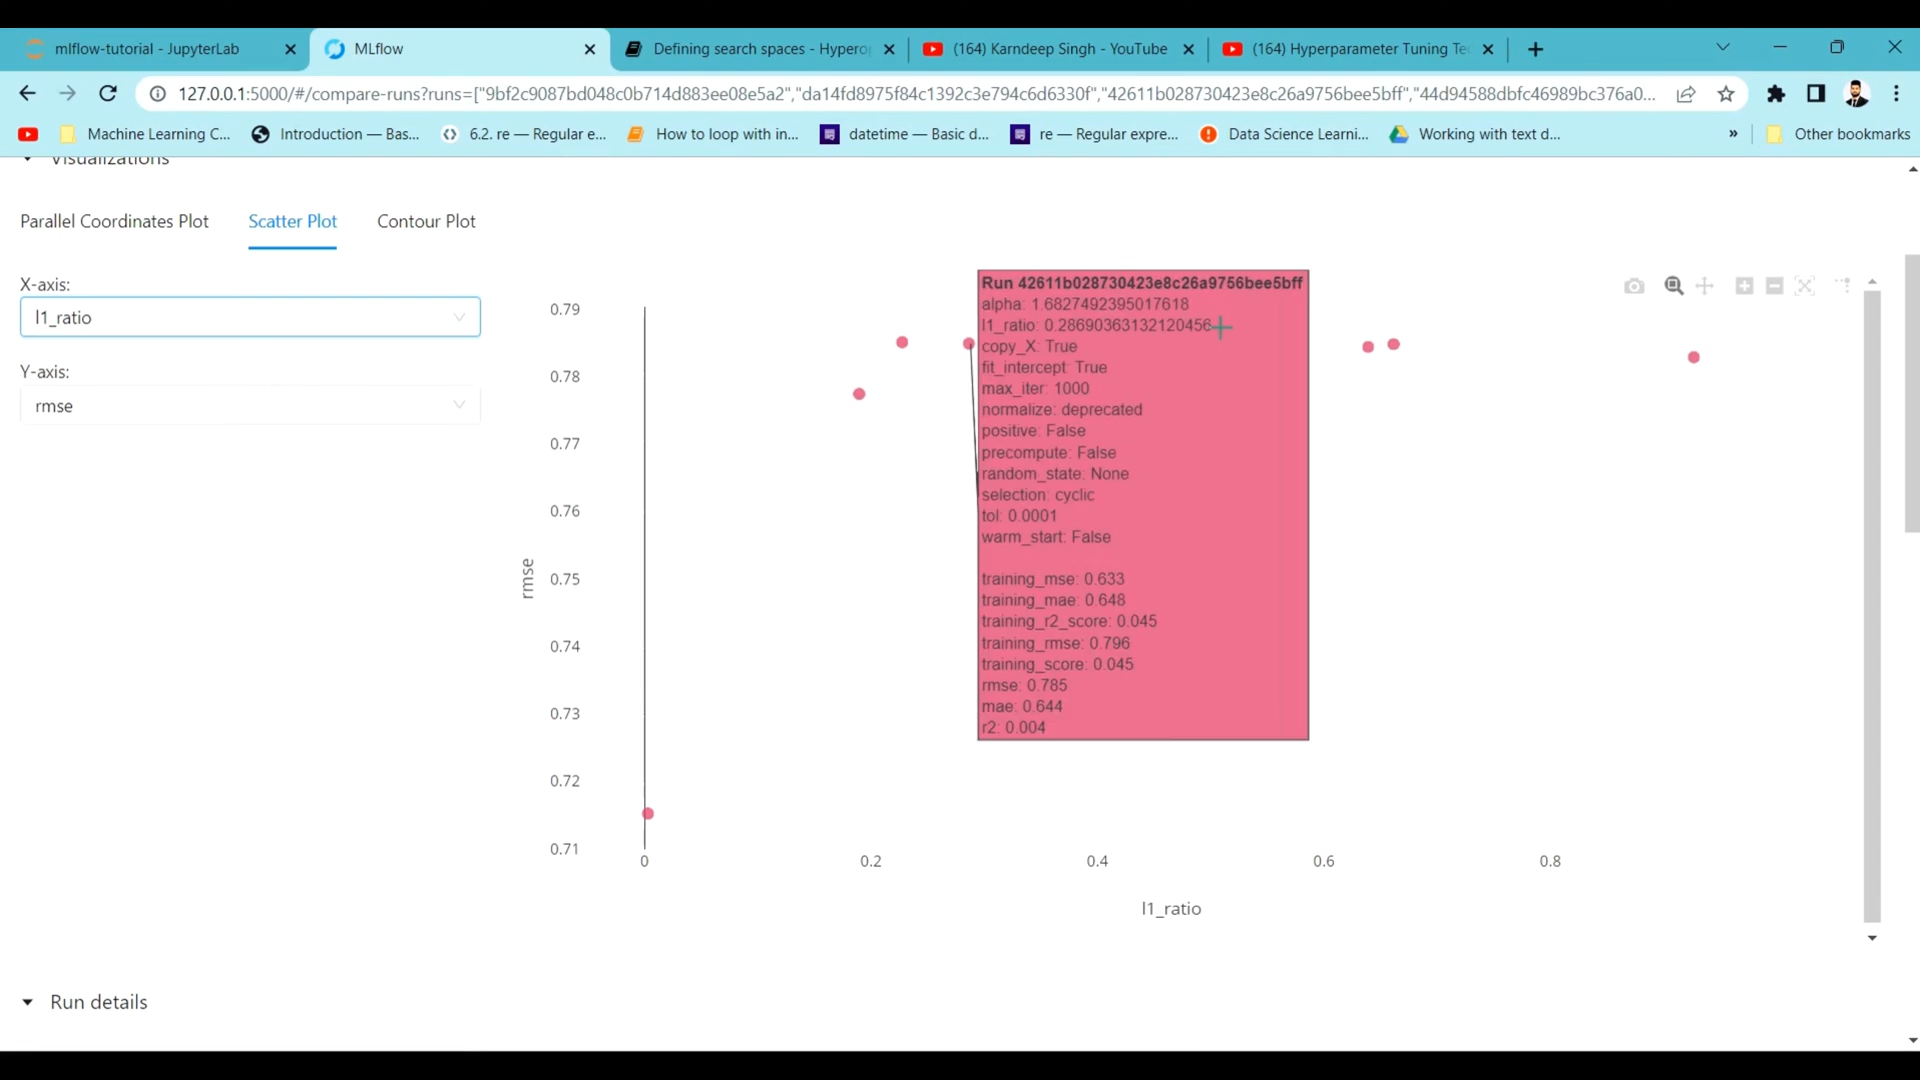 mlflow-tutorial - JupyterLab
MLflow
Defining search spaces - Hyperop
(164) Karndeep Singh - YouTube
(164) Hyperparameter Tuning Te
127.0.0.1:5000/#/compare-runs?runs=["9bf2c9087bd048c0b714d883ee08e5a2","da14fd8975f84c1392c3e794c6d6330f","42611b028730423e8c26a9756bee5bff","44d94588dbfc46989bc376a0...
Machine Learning C...
Introduction — Bas...
6.2. re — Regular e...
How to loop with in...
datetime — Basic d...
re — Regular expre...
Data Science Learni...
Working with text d...
»
Other bookmarks
Visualizations
Parallel Coordinates Plot
Scatter Plot
Contour Plot
X-axis:
l1_ratio
Y-axis:
rmse
0.79
0.78
0.77
0.76
0.75
0.74
0.73
0.72
0.71
rmse
0
0.2
0.4
0.6
0.8
l1_ratio
Run 42611b028730423e8c26a9756bee5bff
alpha: 1.6827492395017618
l1_ratio: 0.28690363132120456
copy_X: True
fit_intercept: True
max_iter: 1000
normalize: deprecated
positive: False
precompute: False
random_state: None
selection: cyclic
tol: 0.0001
warm_start: False
training_mse: 0.633
training_mae: 0.648
training_r2_score: 0.045
training_rmse: 0.796
training_score: 0.045
rmse: 0.785
mae: 0.644
r2: 0.004
Run details